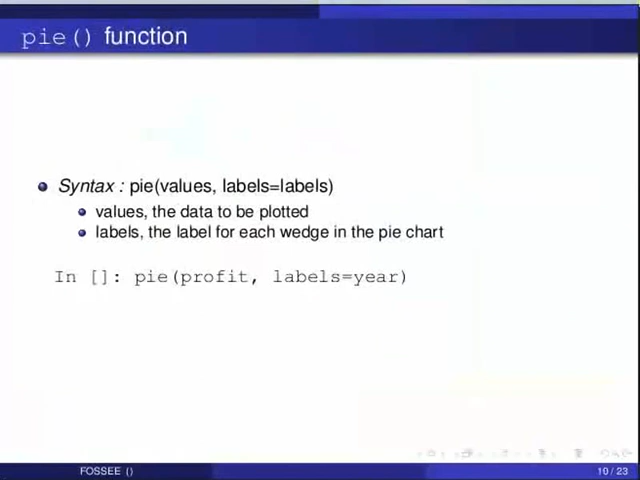 pie() function
Syntax : pie(values, labels=labels)
values, the data to be plotted
labels, the label for each wedge in the pie chart
In []: pie(profit, labels=year)
FOSSEE ()
10 / 23